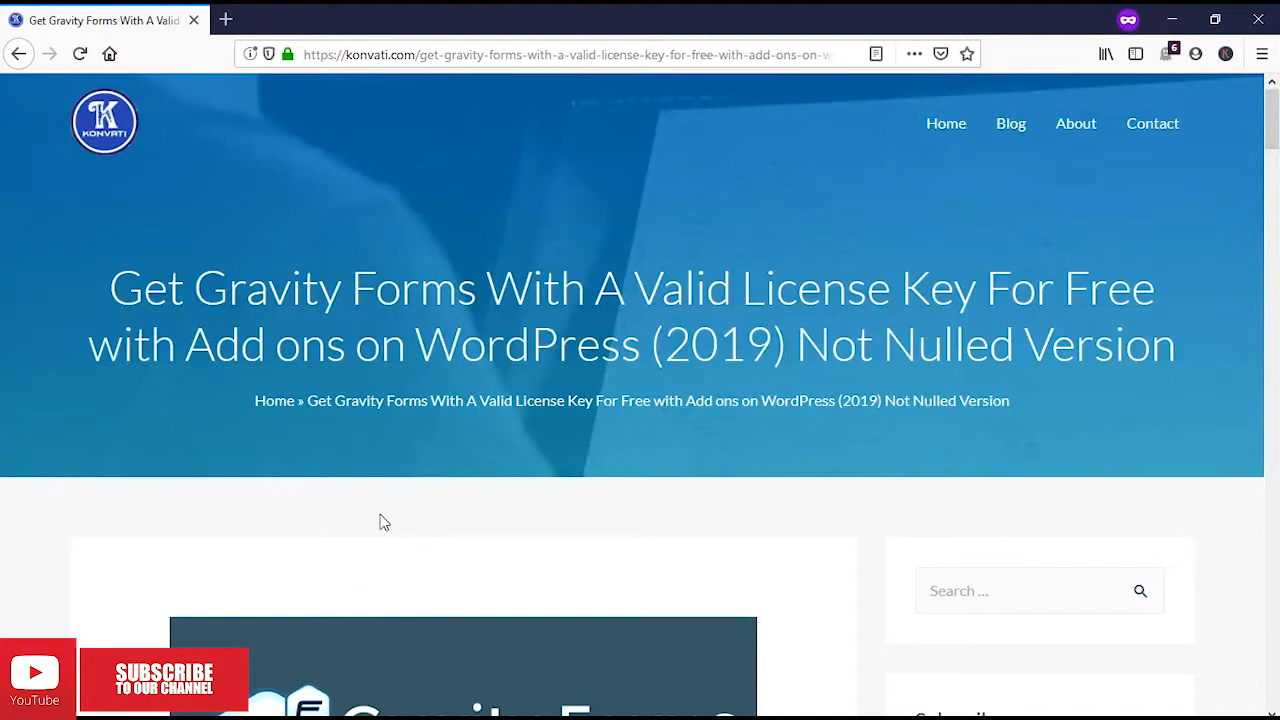 Get Gravity Forms With A Valid
https://konvati.com/get-gravity-forms-with-a-valid-license-key-for-free-with-add-ons-on-w
6
K
KONVATI
Home
Blog
About
Contact
Get Gravity Forms With A Valid License Key For Free
with Add ons on WordPress (2019) Not Nulled Version
Home » Get Gravity Forms With A Valid License Key For Free with Add ons on WordPress (2019) Not Nulled Version
Search ...
YouTube
SUBSCRIBE
TO OUR CHANNEL